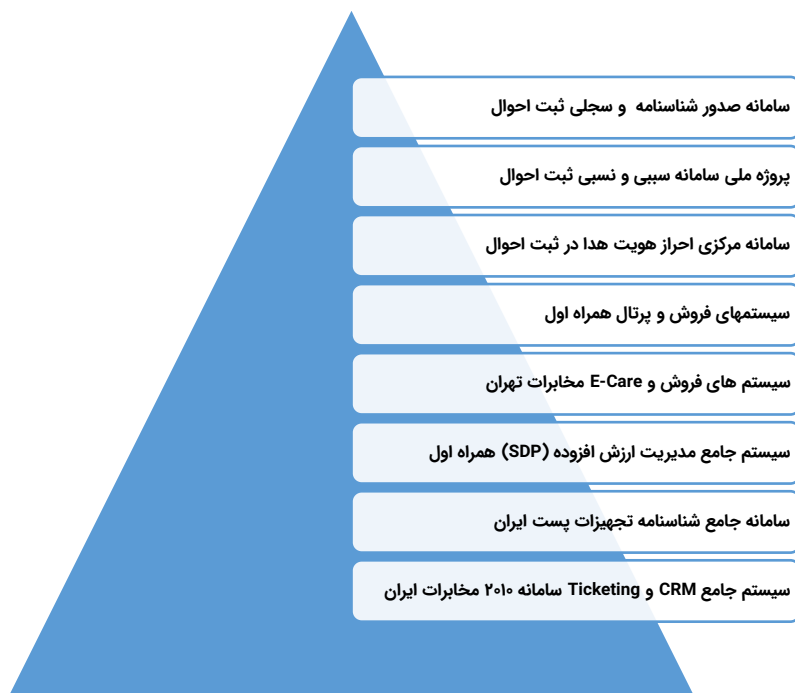 سامانه صدور شناسنامه و سجلی ثبت احوال
پروژه ملی سامانه سببی و نسبی ثبت احوال
سامانه مرکزی احراز هویت هدا در ثبت احوال
سیستمهای فروش و پرتال همراه اول
سیستم های فروش و E-Care مخابرات تهران
سیستم جامع مدیریت ارزش افزوده (SDP) همراه اول
سامانه جامع شناسنامه تجهیزات پست ایران
سیستم جامع CRM و Ticketing سامانه ۲۰۱۰ مخابرات ایران